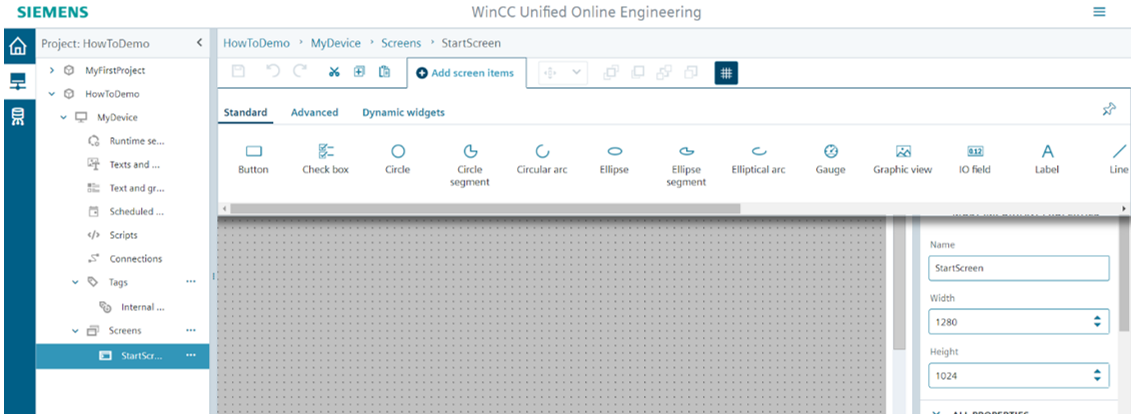 SIEMENS
WinCC Unified Online Engineering
Project: HowToDemo
HowToDemo > MyDevice > Screens > StartScreen
MyFirstProject
HowToDemo
MyDevice
Runtime se...
Texts and ...
Text and gr...
Scheduled ...
Scripts
Connections
Tags
Internal ...
Screens
StartScr...
Add screen items
Standard Advanced Dynamic widgets
Button Check box Circle Circle segment Circular arc Ellipse Ellipse segment Elliptical arc Gauge Graphic view IO field Label Line
Name
StartScreen
Width
1280
Height
1024
ALL PROPERTIES